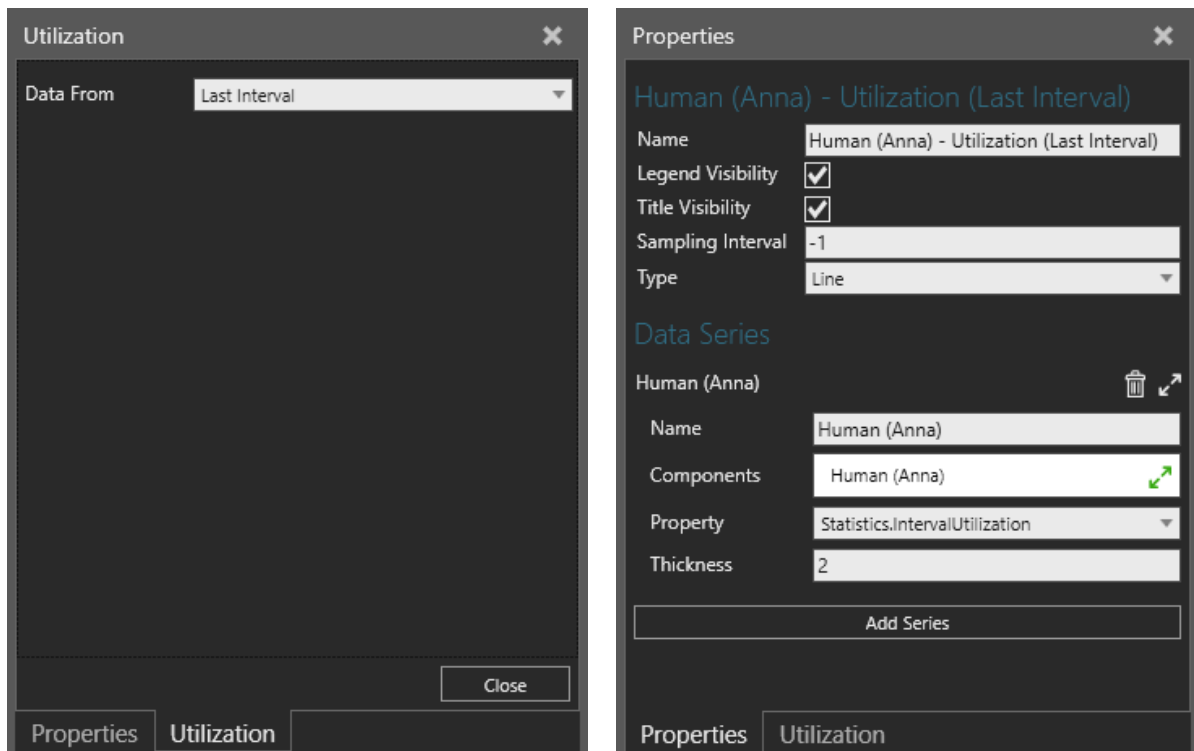 Utilization
Data From
Last Interval
Close
Properties
Utilization
Properties
Human (Anna) - Utilization (Last Interval)
Name
Human (Anna) - Utilization (Last Interval)
Legend Visibility
Title Visibility
Sampling Interval
-1
Type
Line
Data Series
Human (Anna)
Name
Human (Anna)
Components
Human (Anna)
Property
Statistics.IntervalUtilization
Thickness
2
Add Series
Properties
Utilization